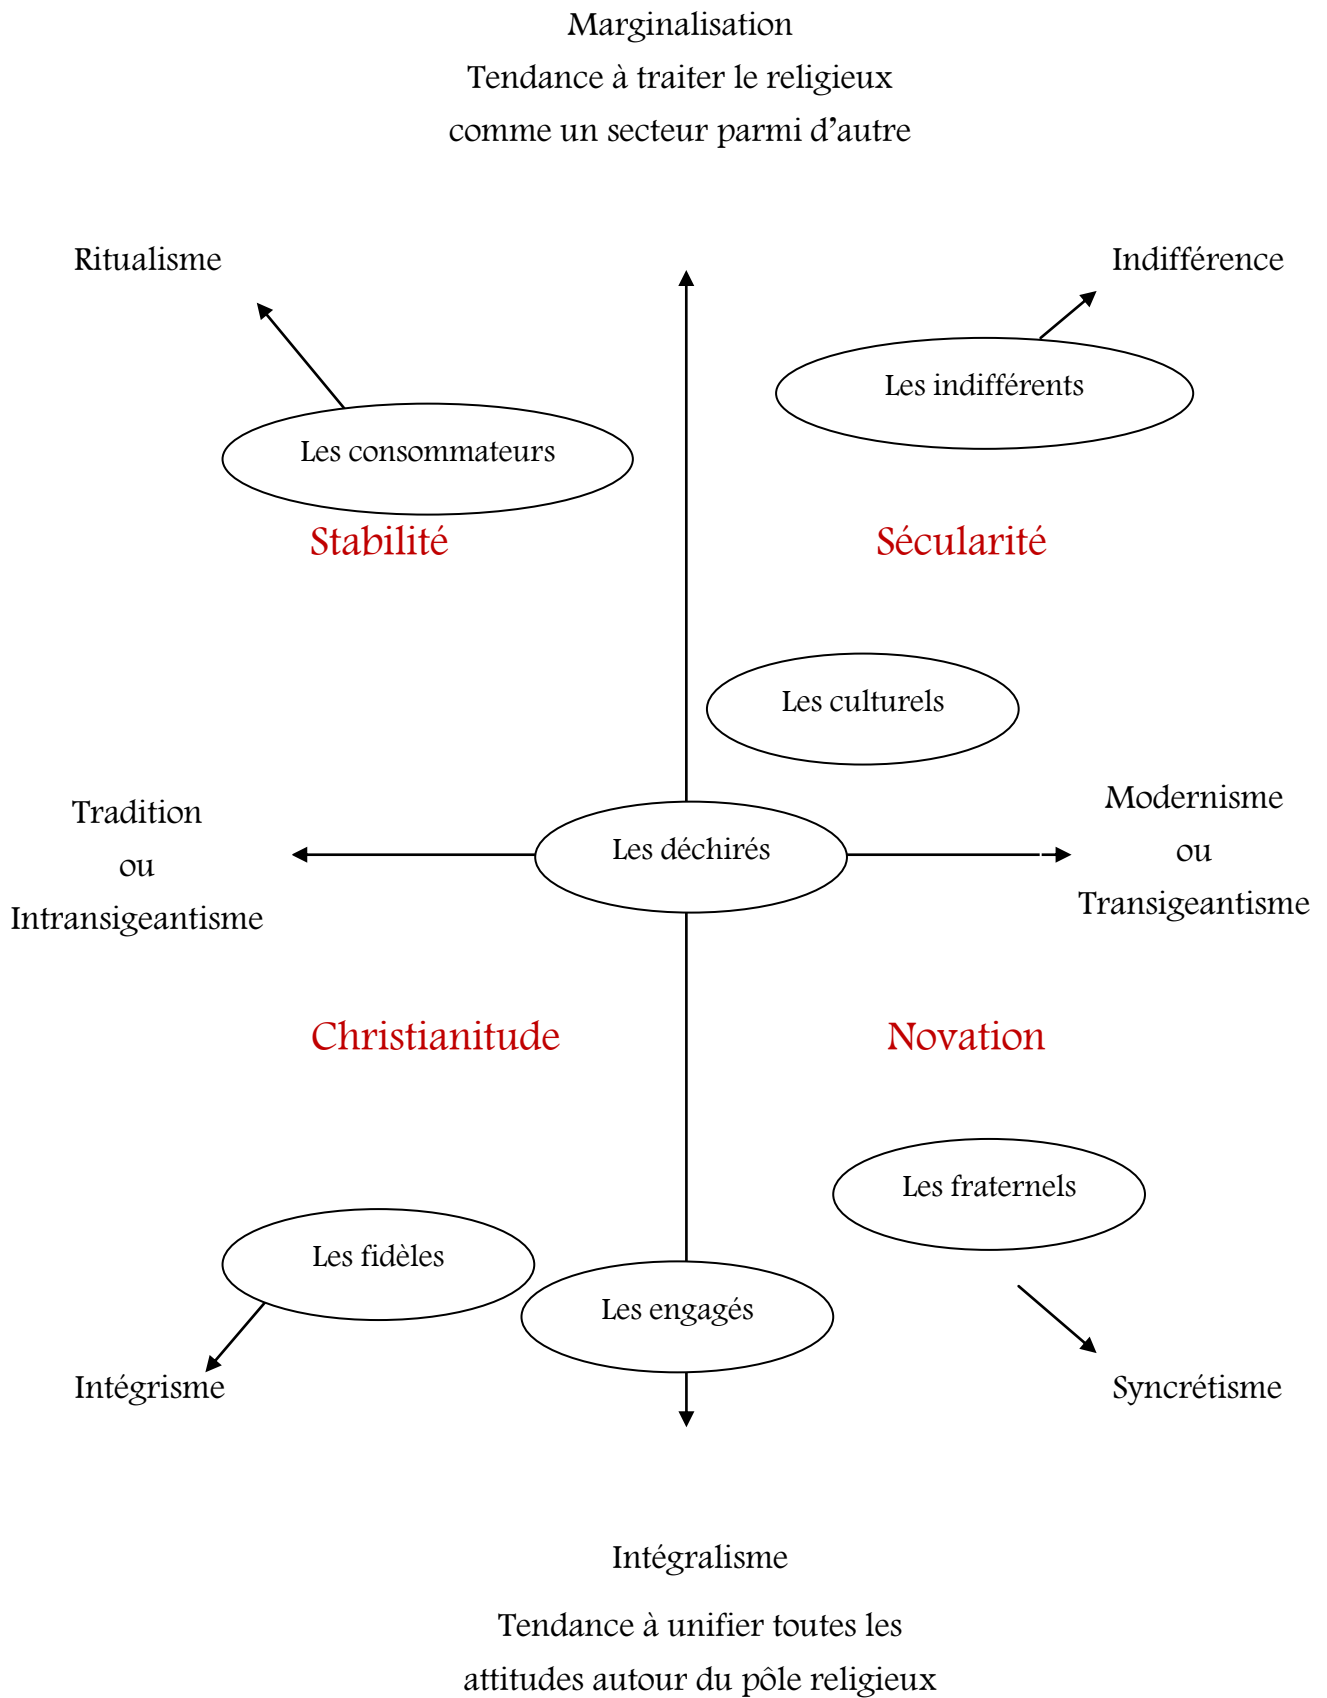 Marginalisation
Tendance à traiter le religieux
comme un secteur parmi d’autre
Ritualisme
Indifférence
Les indifférents
Les consommateurs
Stabilité
Sécularité
Les culturels
Tradition
ou
Intransigeantisme
Les déchirés
Modernisme
ou
Transigeantisme
Christianitude
Novation
Les fraternels
Les fidèles
Les engagés
Intégrisme
Syncrétisme
Intégralisme
Tendance à unifier toutes les
attitudes autour du pôle religieux